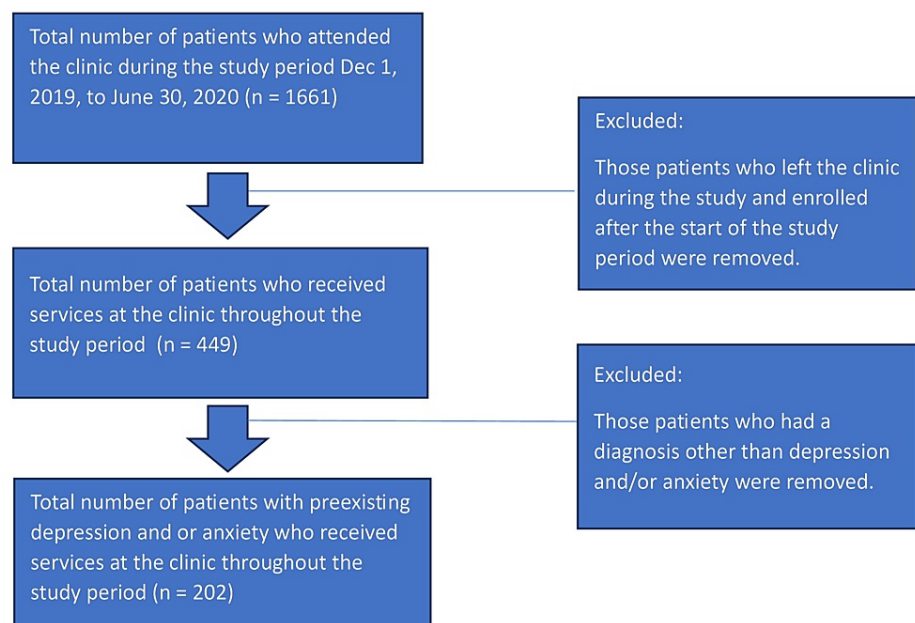 Total number of patients who attended
the clinic during the study period Dec 1,
2019, to June 30, 2020 (n = 1661)
Excluded:
Those patients who left the clinic
during the study and enrolled
after the start of the study
period were removed.
Total number of patients who received
services at the clinic throughout the
study period (n = 449)
Excluded:
Those patients who had a
diagnosis other than depression
and/or anxiety were removed.
Total number of patients with preexisting
depression and or anxiety who received
services at the clinic throughout the
study period (n = 202)